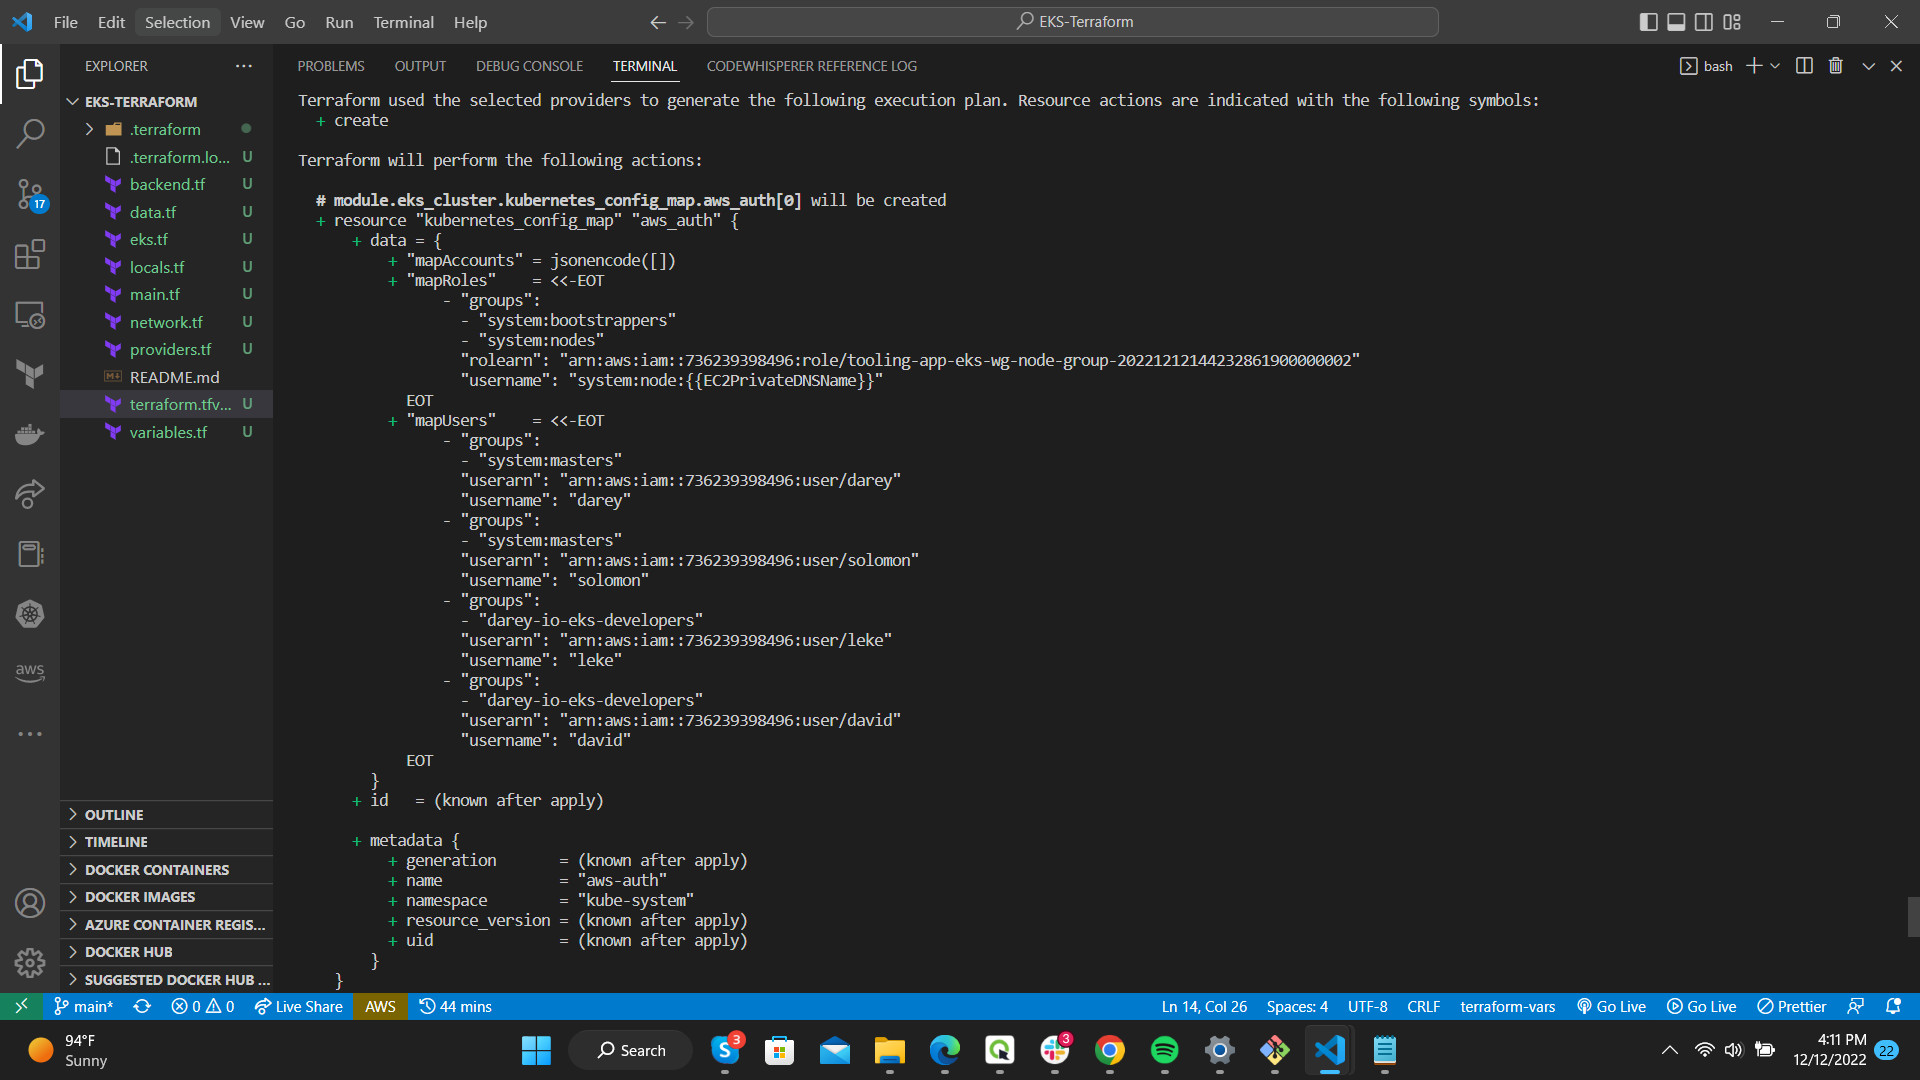 File Edit Selection View Go Run Terminal Help
EKS-Terraform
EXPLORER
EKS-TERRAFORM
.terraform
.terraform.lo... U
backend.tf U
data.tf U
eks.tf U
locals.tf U
main.tf U
network.tf U
providers.tf U
README.md
terraform.tfv... U
variables.tf U
17
aws
OUTLINE
TIMELINE
DOCKER CONTAINERS
DOCKER IMAGES
AZURE CONTAINER REGIS...
DOCKER HUB
SUGGESTED DOCKER HUB ...
PROBLEMS OUTPUT DEBUG CONSOLE TERMINAL CODEWHISPERER REFERENCE LOG
bash
Terraform used the selected providers to generate the following execution plan. Resource actions are indicated with the following symbols:
+ create
Terraform will perform the following actions:
# module.eks_cluster.kubernetes_config_map.aws_auth[0] will be created
+ resource "kubernetes_config_map" "aws_auth" {
+ data = {
+ "mapAccounts" = jsonencode([])
+ "mapRoles" = <<-EOT
- "groups":
- "system:bootstrappers"
- "system:nodes"
"rolearn": "arn:aws:iam::736239398496:role/tooling-app-eks-wg-node-group-20221212144232861900000002"
"username": "system:node:{{EC2PrivateDNSName}}"
EOT
+ "mapUsers" = <<-EOT
- "groups":
- "system:masters"
"userarn": "arn:aws:iam::736239398496:user/darey"
"username": "darey"
- "groups":
- "system:masters"
"userarn": "arn:aws:iam::736239398496:user/solomon"
"username": "solomon"
- "groups":
- "darey-io-eks-developers"
"userarn": "arn:aws:iam::736239398496:user/leke"
"username": "leke"
- "groups":
- "darey-io-eks-developers"
"userarn": "arn:aws:iam::736239398496:user/david"
"username": "david"
EOT
}
+ id = (known after apply)
+ metadata {
+ generation = (known after apply)
+ name = "aws-auth"
+ namespace = "kube-system"
+ resource_version = (known after apply)
+ uid = (known after apply)
}
}
main* 0 0 Live Share AWS 44 mins Ln 14, Col 26 Spaces: 4 UTF-8 CRLF terraform-vars Go Live Go Live Prettier
94°F
Sunny
Search
3
3
4:11 PM
12/12/2022
22